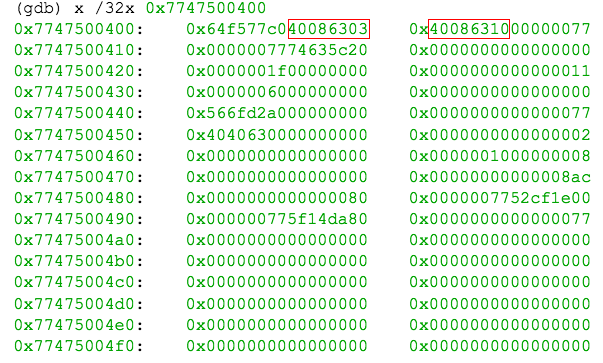 (gdb) x /32x 0x7747500400
0x7747500400: 0x64f577c040086303 0x4008631000000077
0x7747500410: 0x0000007774635c20 0x0000000000000000
0x7747500420: 0x0000001f00000000 0x0000000000000011
0x7747500430: 0x0000006000000000 0x0000000000000000
0x7747500440: 0x566fd2a000000000 0x0000000000000077
0x7747500450: 0x4040630000000000 0x0000000000000002
0x7747500460: 0x0000000000000000 0x0000001000000008
0x7747500470: 0x0000000000000000 0x00000000000008ac
0x7747500480: 0x0000000000000080 0x0000007752cf1e00
0x7747500490: 0x000000775f14da80 0x0000000000000077
0x77475004a0: 0x0000000000000000 0x0000000000000000
0x77475004b0: 0x0000000000000000 0x0000000000000000
0x77475004c0: 0x0000000000000000 0x0000000000000000
0x77475004d0: 0x0000000000000000 0x0000000000000000
0x77475004e0: 0x0000000000000000 0x0000000000000000
0x77475004f0: 0x0000000000000000 0x0000000000000000